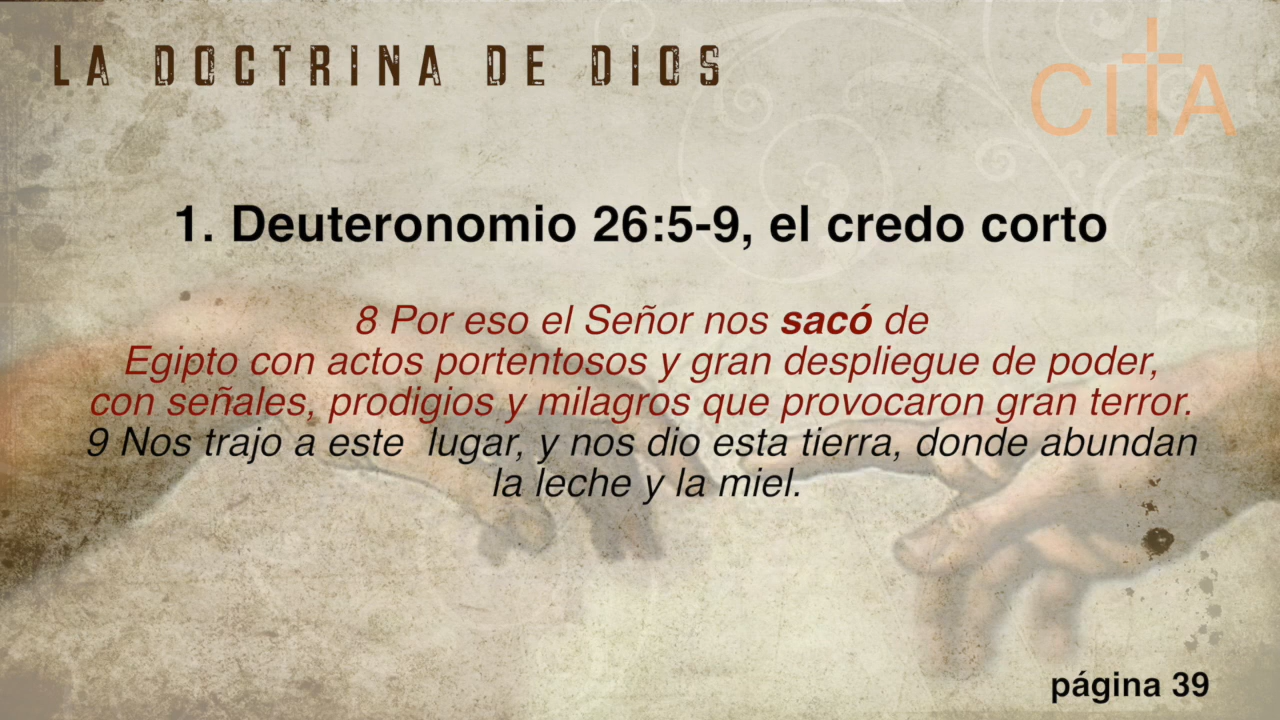 LA DOCTRINA DE DIOS
CITA
1. Deuteronomio 26:5-9, el credo corto
8 Por eso el Señor nos sacó de
Egipto con actos portentosos y gran despliegue de poder,
con señales, prodigios y milagros que provocaron gran terror.
9 Nos trajo a este  lugar, y nos dio esta tierra, donde abundan
la leche y la miel.
página 39